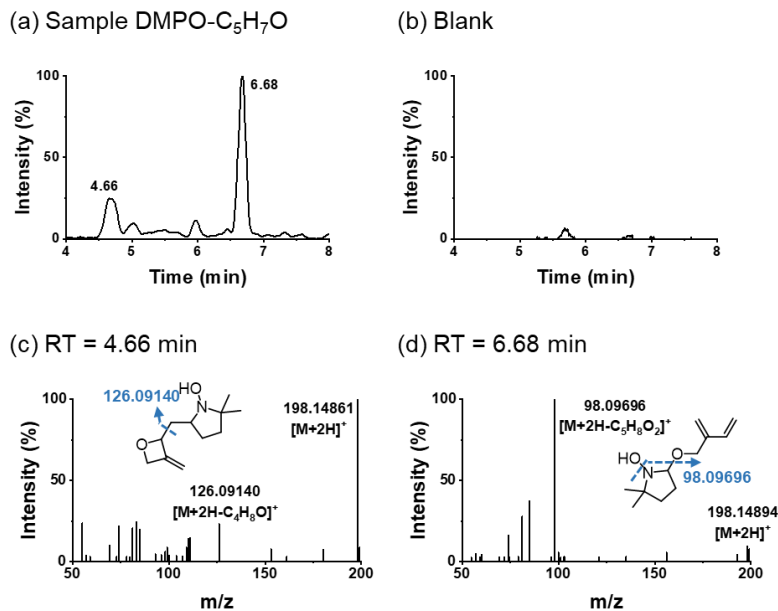 (a) Sample DMPO-C₅H₇O
Intensity (%)
100
50
0
4.66
6.68
4 5 6 7 8
Time (min)
(b) Blank
Intensity (%)
100
50
0
4 5 6 7 8
Time (min)
(c) RT = 4.66 min
Intensity (%)
100
50
0
126.09140
HO
N
O
198.14861
[M+2H]⁺
126.09140
[M+2H-C₄H₈O]⁺
50 100 150 200
m/z
(d) RT = 6.68 min
Intensity (%)
100
50
0
98.09696
[M+2H-C₅H₈O₂]⁺
HO
N
O
98.09696
198.14894
[M+2H]⁺
50 100 150 200
m/z